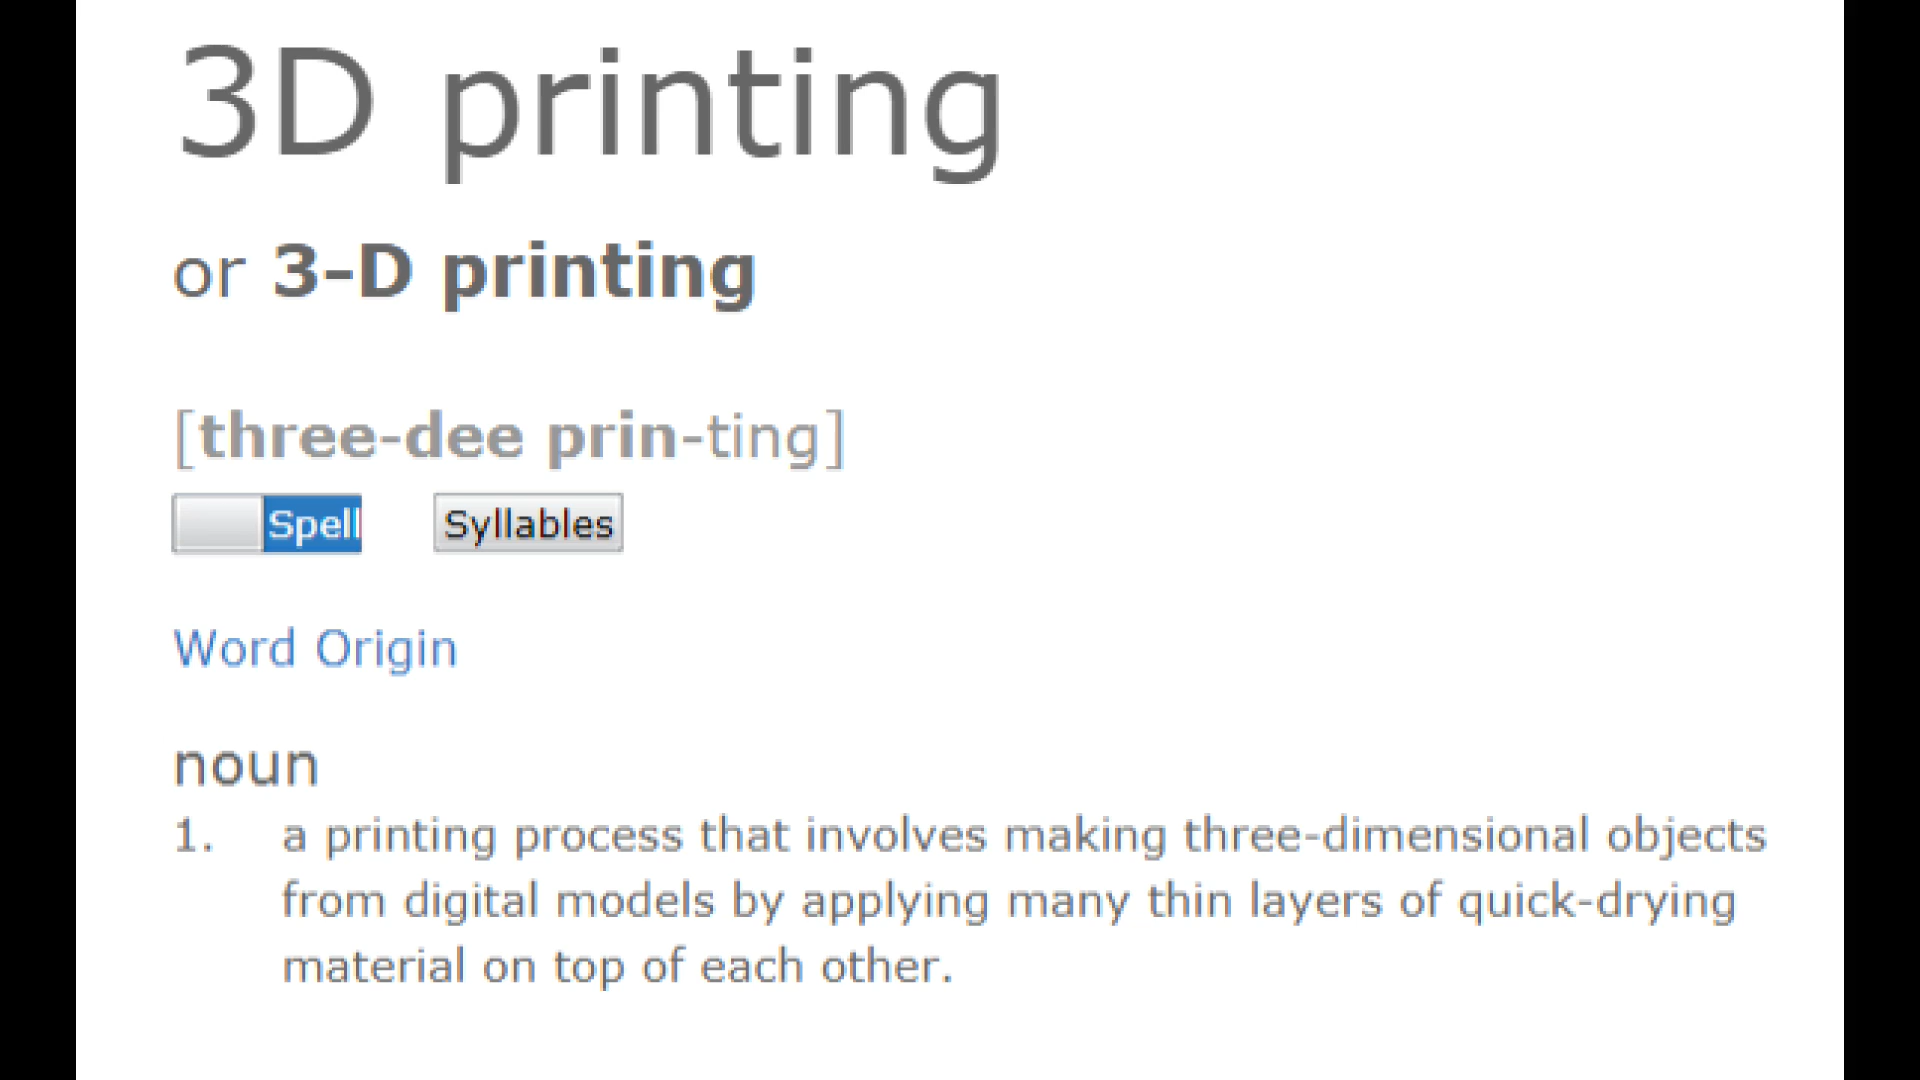 3D printing
or 3-D printing
[three-dee prin-ting]
Spell Syllables
Word Origin
noun
1. a printing process that involves making three-dimensional objects
from digital models by applying many thin layers of quick-drying
material on top of each other.